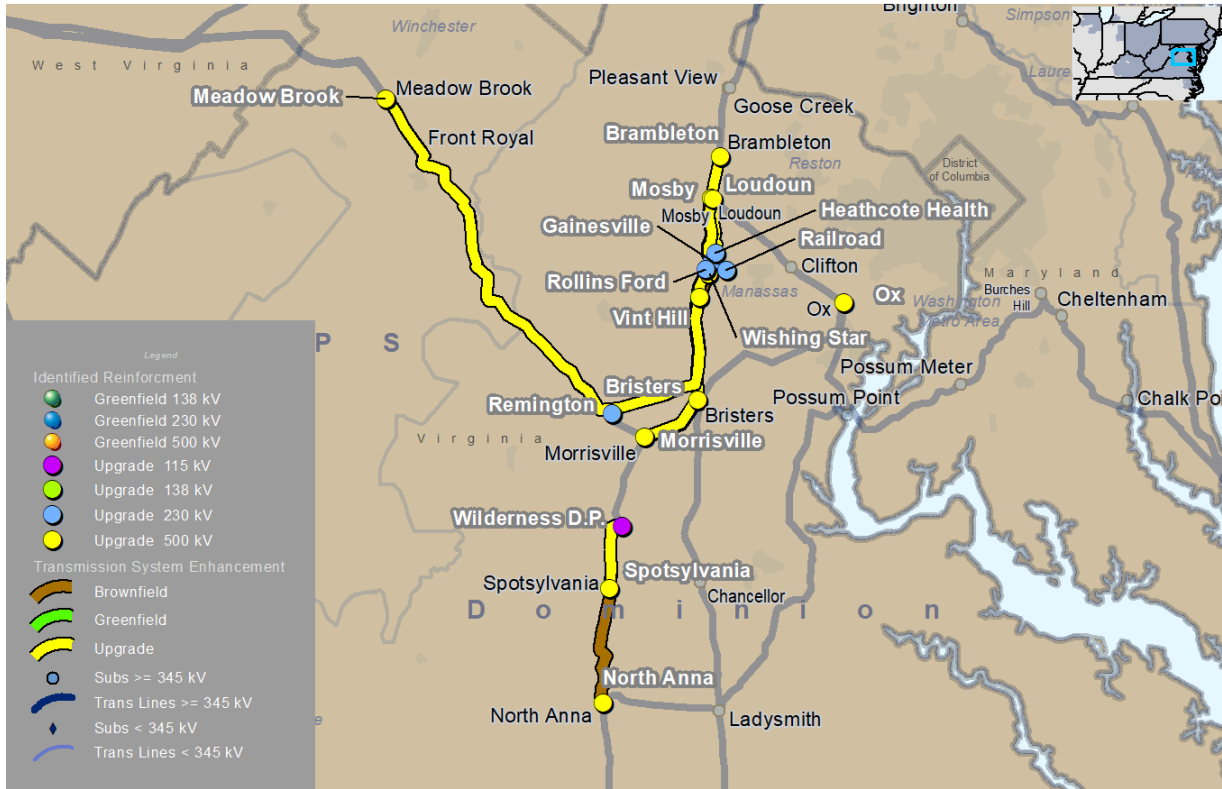 Winchester
Brighton
Simpson
West Virginia
Laure
Pleasant View
Meadow Brook
Meadow Brook
Goose Creek
Front Royal
Brambleton
Brambleton
Reston
District
of Columbia
Mosby
Loudoun
Mosby
Loudoun
Heathcote Health
Gainesville
Railroad
Clifton
Maryland
Rollins Ford
Manassas
Burches
Hill
Cheltenham
Ox
Ox
Washington
Metro Area
Vint Hill
Wishing Star
P S
Possum Meter
Bristers
Remington
Bristers
Possum Point
Chalk Po
Virginia
Morrisville
Morrisville
Wilderness D.P.
Spotsylvania
Spotsylvania
Chancellor
Dominion
North Anna
North Anna
Ladysmith
Legend
Identified Reinforcment
Greenfield 138 kV
Greenfield 230 kV
Greenfield 500 kV
Upgrade 115 kV
Upgrade 138 kV
Upgrade 230 kV
Upgrade 500 kV
Transmission System Enhancement
Brownfield
Greenfield
Upgrade
Subs >= 345 kV
Trans Lines >= 345 kV
Subs < 345 kV
Trans Lines < 345 kV